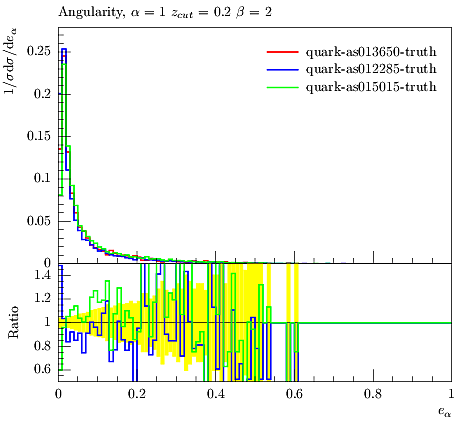 Angularity, α = 1 z_cut = 0.2 β = 2
1/σdσ/de_α
0.25
0.2
0.15
0.1
0.05
0
quark-as013650-truth
quark-as012285-truth
quark-as015015-truth
Ratio
1.4
1.2
1
0.8
0.6
0 0.2 0.4 0.6 0.8 1
e_α